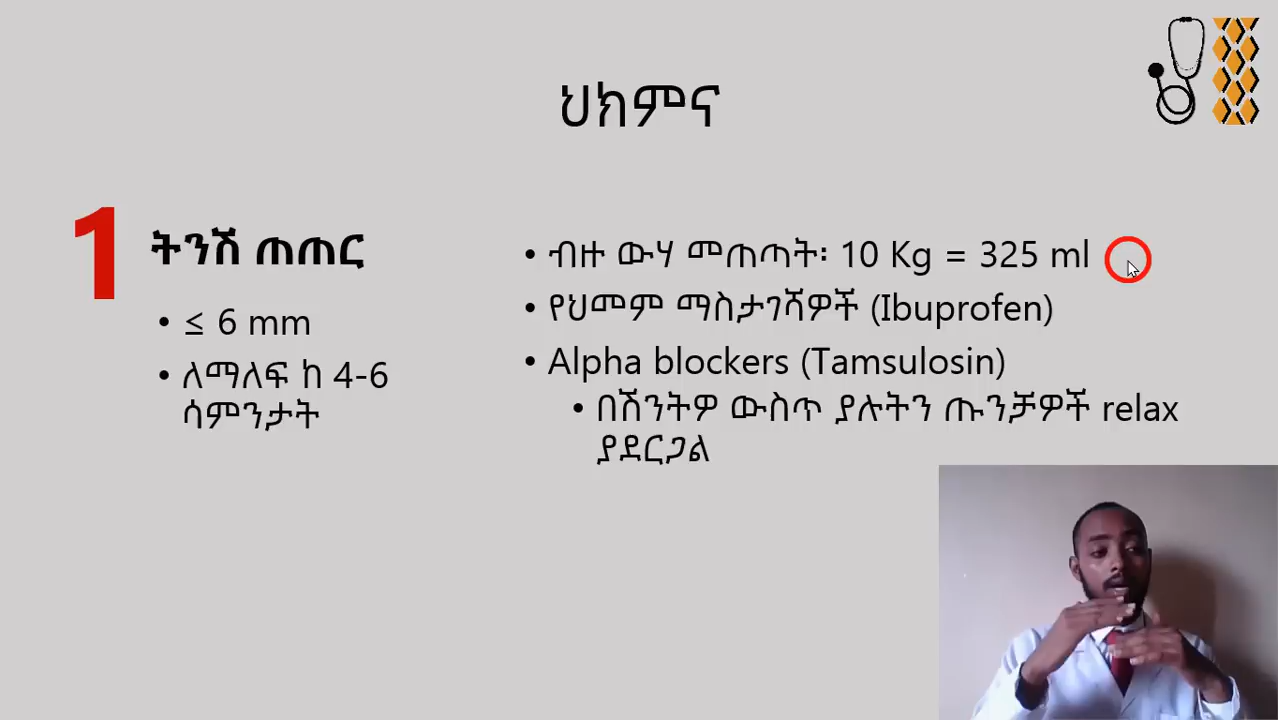 ህክምና
1 ትንሽ ጠጠር
• ≤ 6 mm
• ለማለፍ ከ 4-6
ሳምንታት
• ብዙ ውሃ መጠጣት፡ 10 Kg = 325 ml
• የህመም ማስታገሻዎች (Ibuprofen)
• Alpha blockers (Tamsulosin)
• በሽንትዎ ውስጥ ያሉትን ጡንቻዎች relax
ያደርጋል